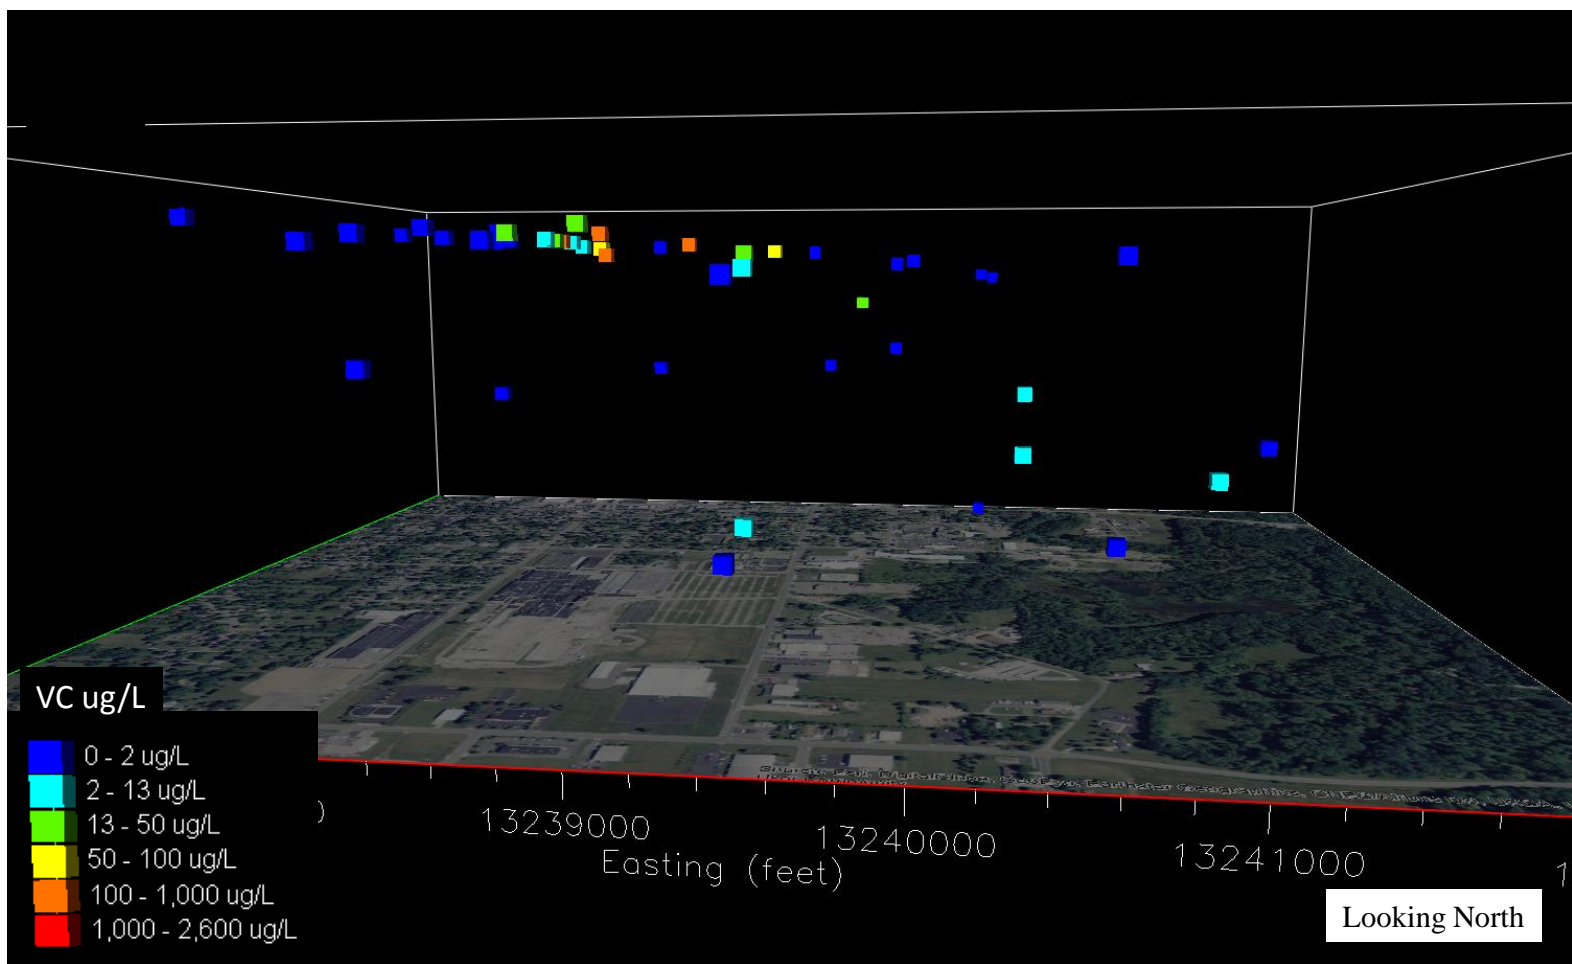 VC ug/L
0 - 2 ug/L
2 - 13 ug/L
13 - 50 ug/L
50 - 100 ug/L
100 - 1,000 ug/L
1,000 - 2,600 ug/L
13239000
13240000
13241000
1
Easting (feet)
Looking North